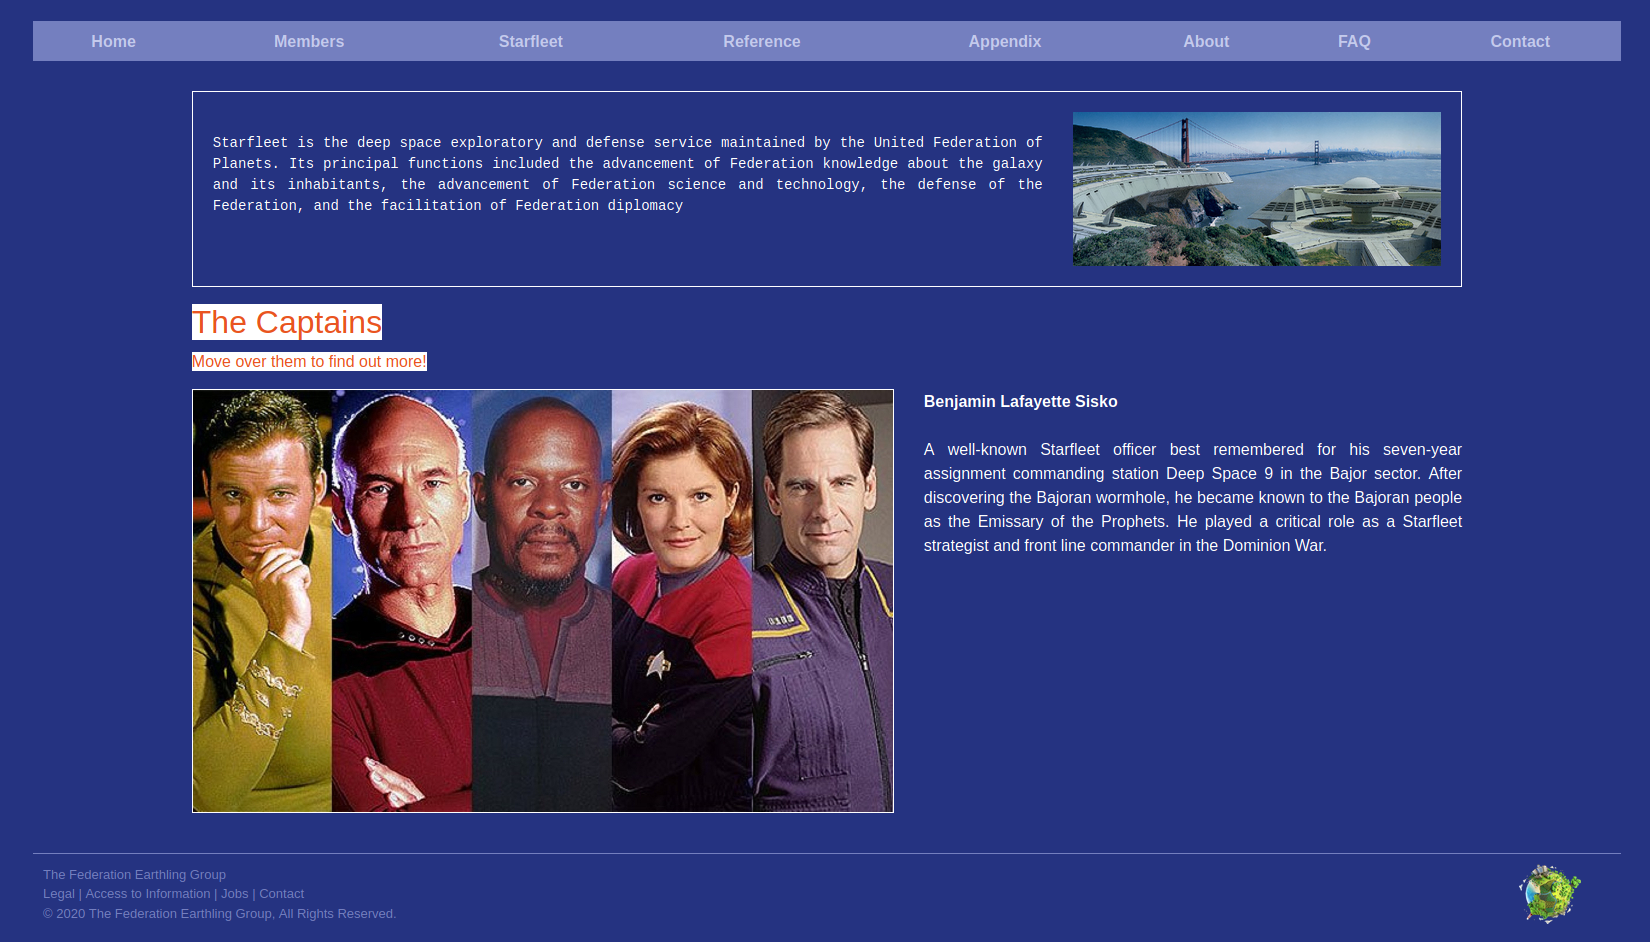 Home Members Starfleet Reference Appendix About FAQ Contact
Starfleet is the deep space exploratory and defense service maintained by the United Federation of
Planets. Its principal functions included the advancement of Federation knowledge about the galaxy
and its inhabitants, the advancement of Federation science and technology, the defense of the
Federation, and the facilitation of Federation diplomacy
The Captains
Move over them to find out more!
Benjamin Lafayette Sisko
A well-known Starfleet officer best remembered for his seven-year
assignment commanding station Deep Space 9 in the Bajor sector. After
discovering the Bajoran wormhole, he became known to the Bajoran people
as the Emissary of the Prophets. He played a critical role as a Starfleet
strategist and front line commander in the Dominion War.
The Federation Earthling Group
Legal | Access to Information | Jobs | Contact
© 2020 The Federation Earthling Group, All Rights Reserved.